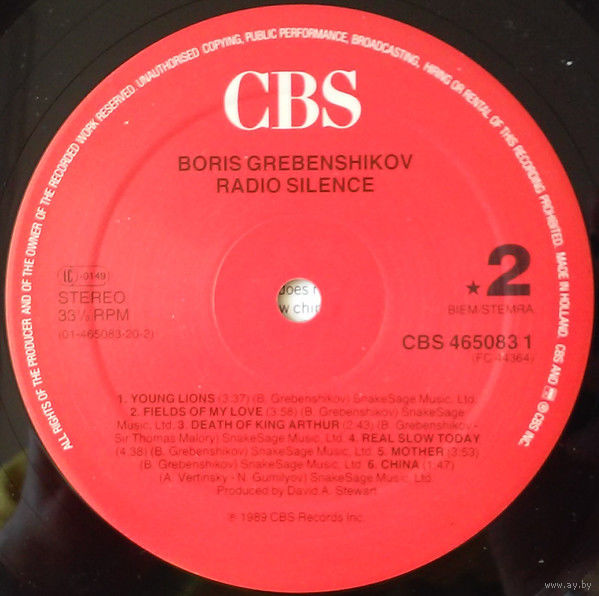 ALL RIGHTS OF THE PRODUCER AND OF THE OWNER OF THE RECORDED WORK RESERVED. UNAUTHORISED COPYING, PUBLIC PERFORMANCE, BROADCASTING, HIRING OR RENTAL OF THIS RECORDING PROHIBITED. MADE IN HOLLAND. CBS AND ℗ CBS INC.
CBS
BORIS GREBENSHIKOV
RADIO SILENCE
LC -0149
STEREO
33⅓ RPM
(01-465083-20-2)
★2
BIEM/STEMRA
CBS 465083 1
(FC 44364)
does
w chin
1. YOUNG LIONS (3:37) (B. Grebenshikov) SnakeSage Music, Ltd.
2. FIELDS OF MY LOVE (3.58) (B. Grebenshikov) SnakeSage
Music, Ltd. 3. DEATH OF KING ARTHUR (2.43) (B. Grebenshikov -
Sir Thomas Malory) SnakeSage Music, Ltd. 4. REAL SLOW TODAY
(4.38) (B. Grebenshikov) SnakeSage Music, Ltd. 5. MOTHER (3:53)
(B. Grebenshikov) SnakeSage Music, Ltd. 6. CHINA (1.47)
(A. Vertinsky - N. Gumilyov) SnakeSage Music, Ltd.
Produced by David A. Stewart
℗ 1989 CBS Records Inc.
www.ay.by